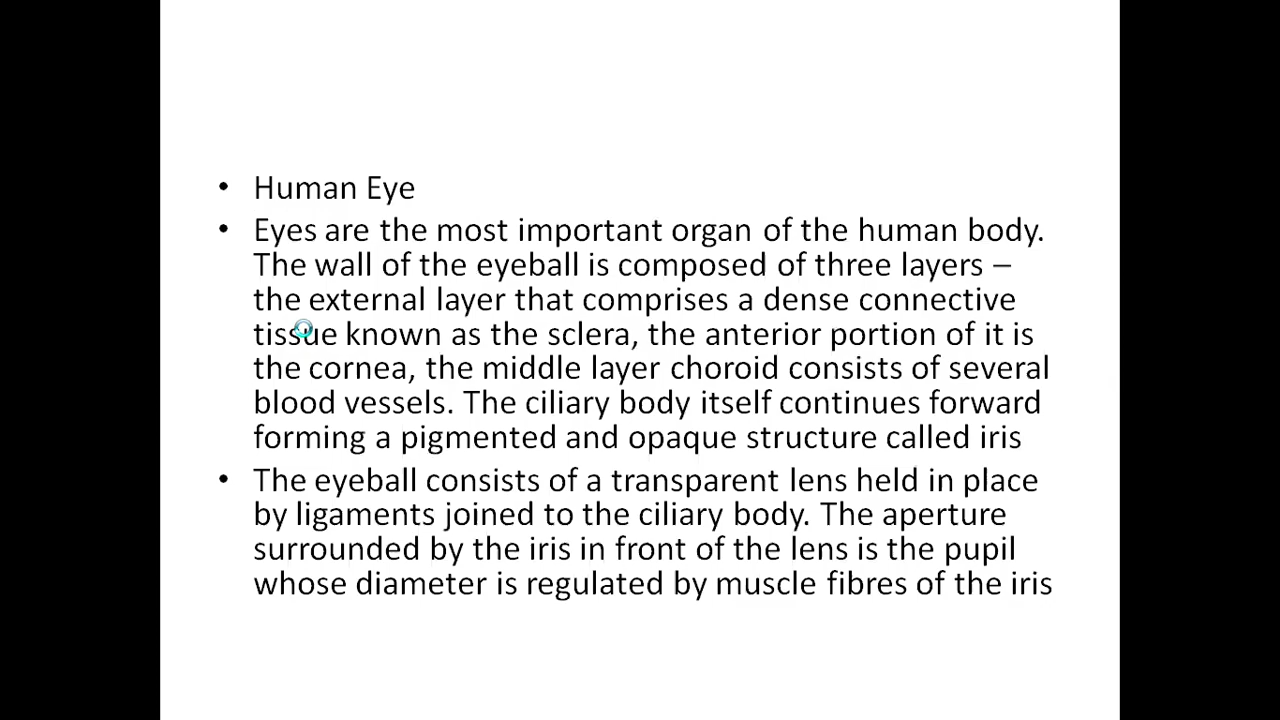 • Human Eye
• Eyes are the most important organ of the human body.
The wall of the eyeball is composed of three layers –
the external layer that comprises a dense connective
tissue known as the sclera, the anterior portion of it is
the cornea, the middle layer choroid consists of several
blood vessels. The ciliary body itself continues forward
forming a pigmented and opaque structure called iris
• The eyeball consists of a transparent lens held in place
by ligaments joined to the ciliary body. The aperture
surrounded by the iris in front of the lens is the pupil
whose diameter is regulated by muscle fibres of the iris